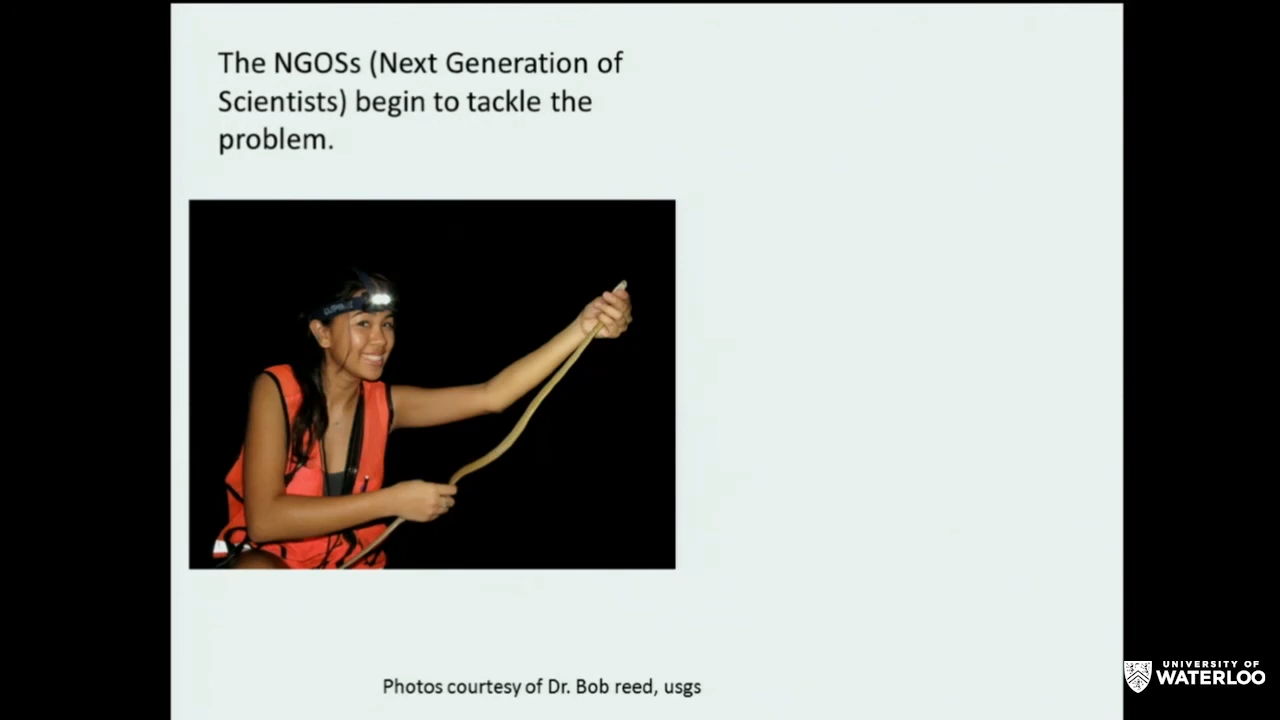 The NGOSs (Next Generation of
Scientists) begin to tackle the
problem.
Photos courtesy of Dr. Bob reed, usgs
UNIVERSITY OF
WATERLOO